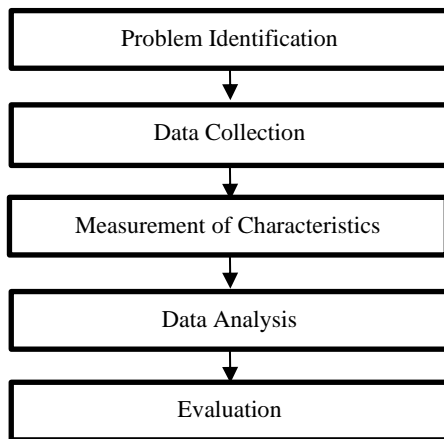 Problem Identification
Data Collection
Measurement of Characteristics
Data Analysis
Evaluation